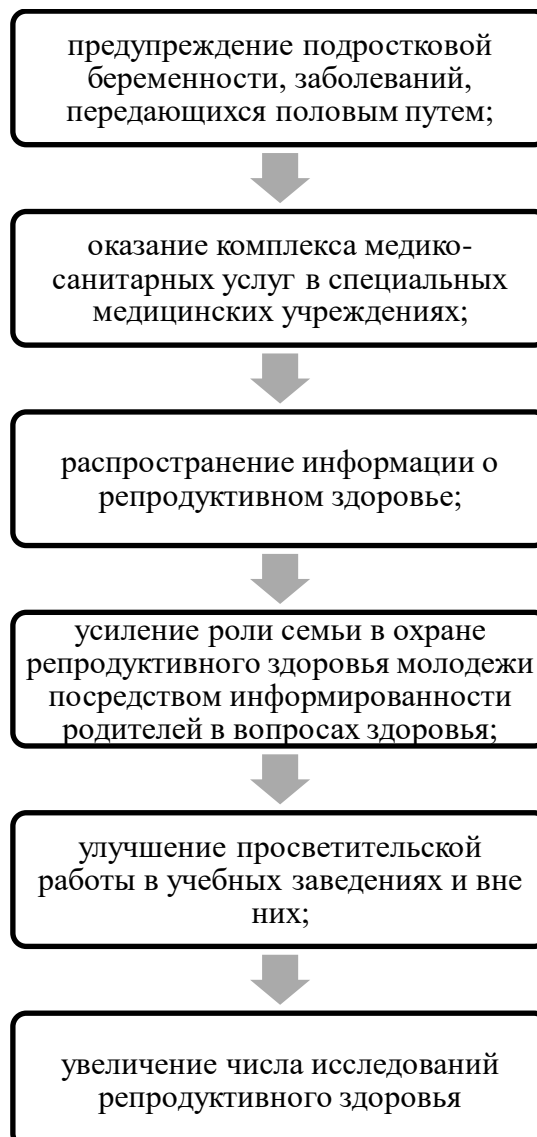 предупреждение подростковой
беременности, заболеваний,
передающихся половым путем;
оказание комплекса медико-
санитарных услуг в специальных
медицинских учреждениях;
распространение информации о
репродуктивном здоровье;
усиление роли семьи в охране
репродуктивного здоровья молодежи
посредством информированности
родителей в вопросах здоровья;
улучшение просветительской
работы в учебных заведениях и вне
них;
увеличение числа исследований
репродуктивного здоровья